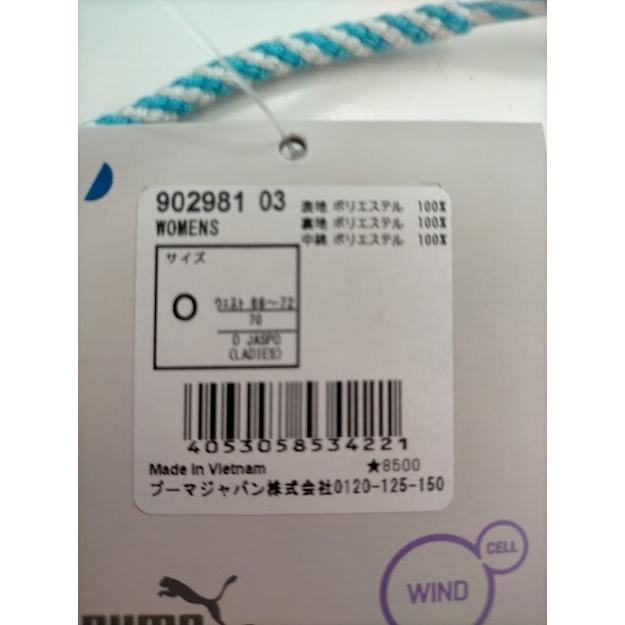 902981 03
WOMENS
表地 ポリエステル 100%
裏地 ポリエステル 100%
中綿 ポリエステル 100%
サイズ
O
ウエスト 68〜72
70
O JASPO
(LADIES)
4053058534221
Made in Vietnam ★8500
プーマジャパン株式会社0120-125-150
CELL
WIND
PUMA